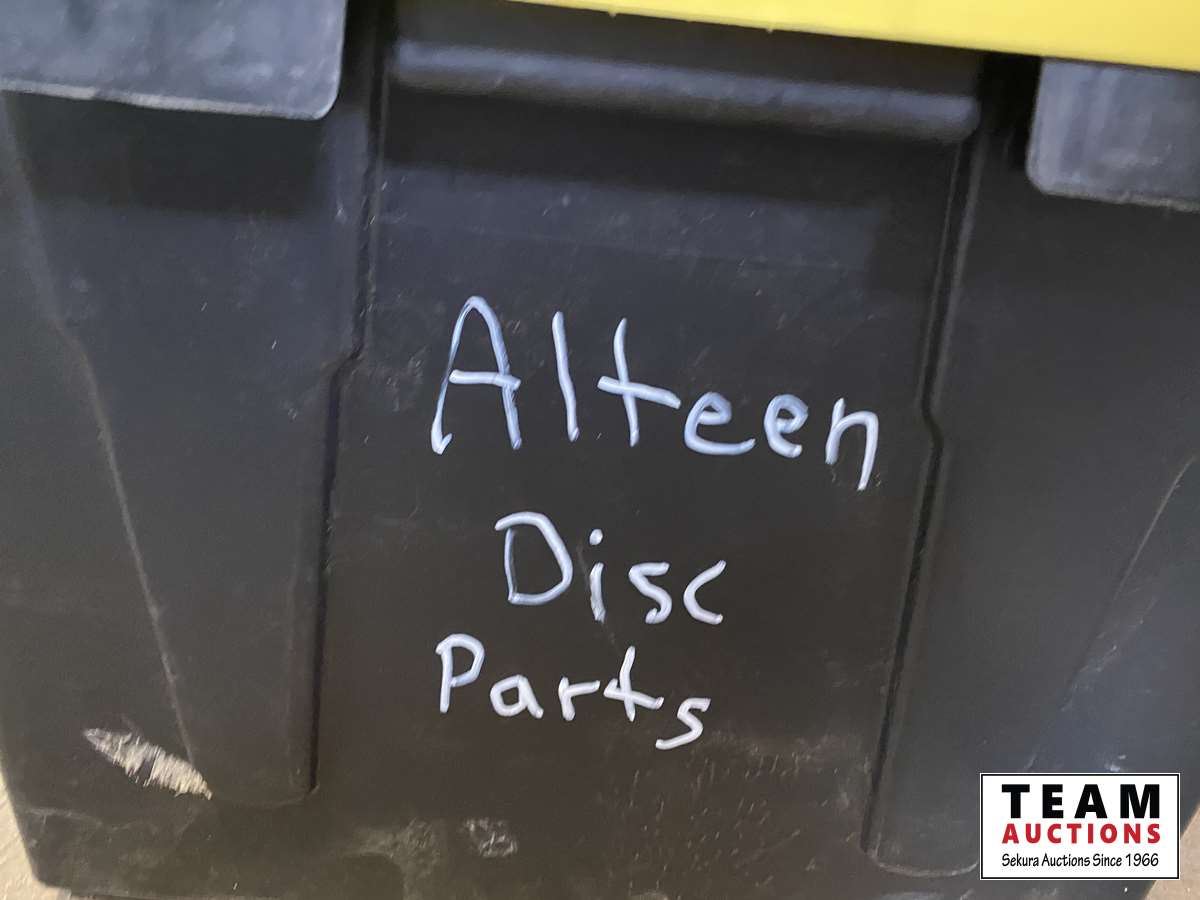 Alteen
Disc
Parts
TEAM
AUCTIONS
Sekura Auctions Since 1966